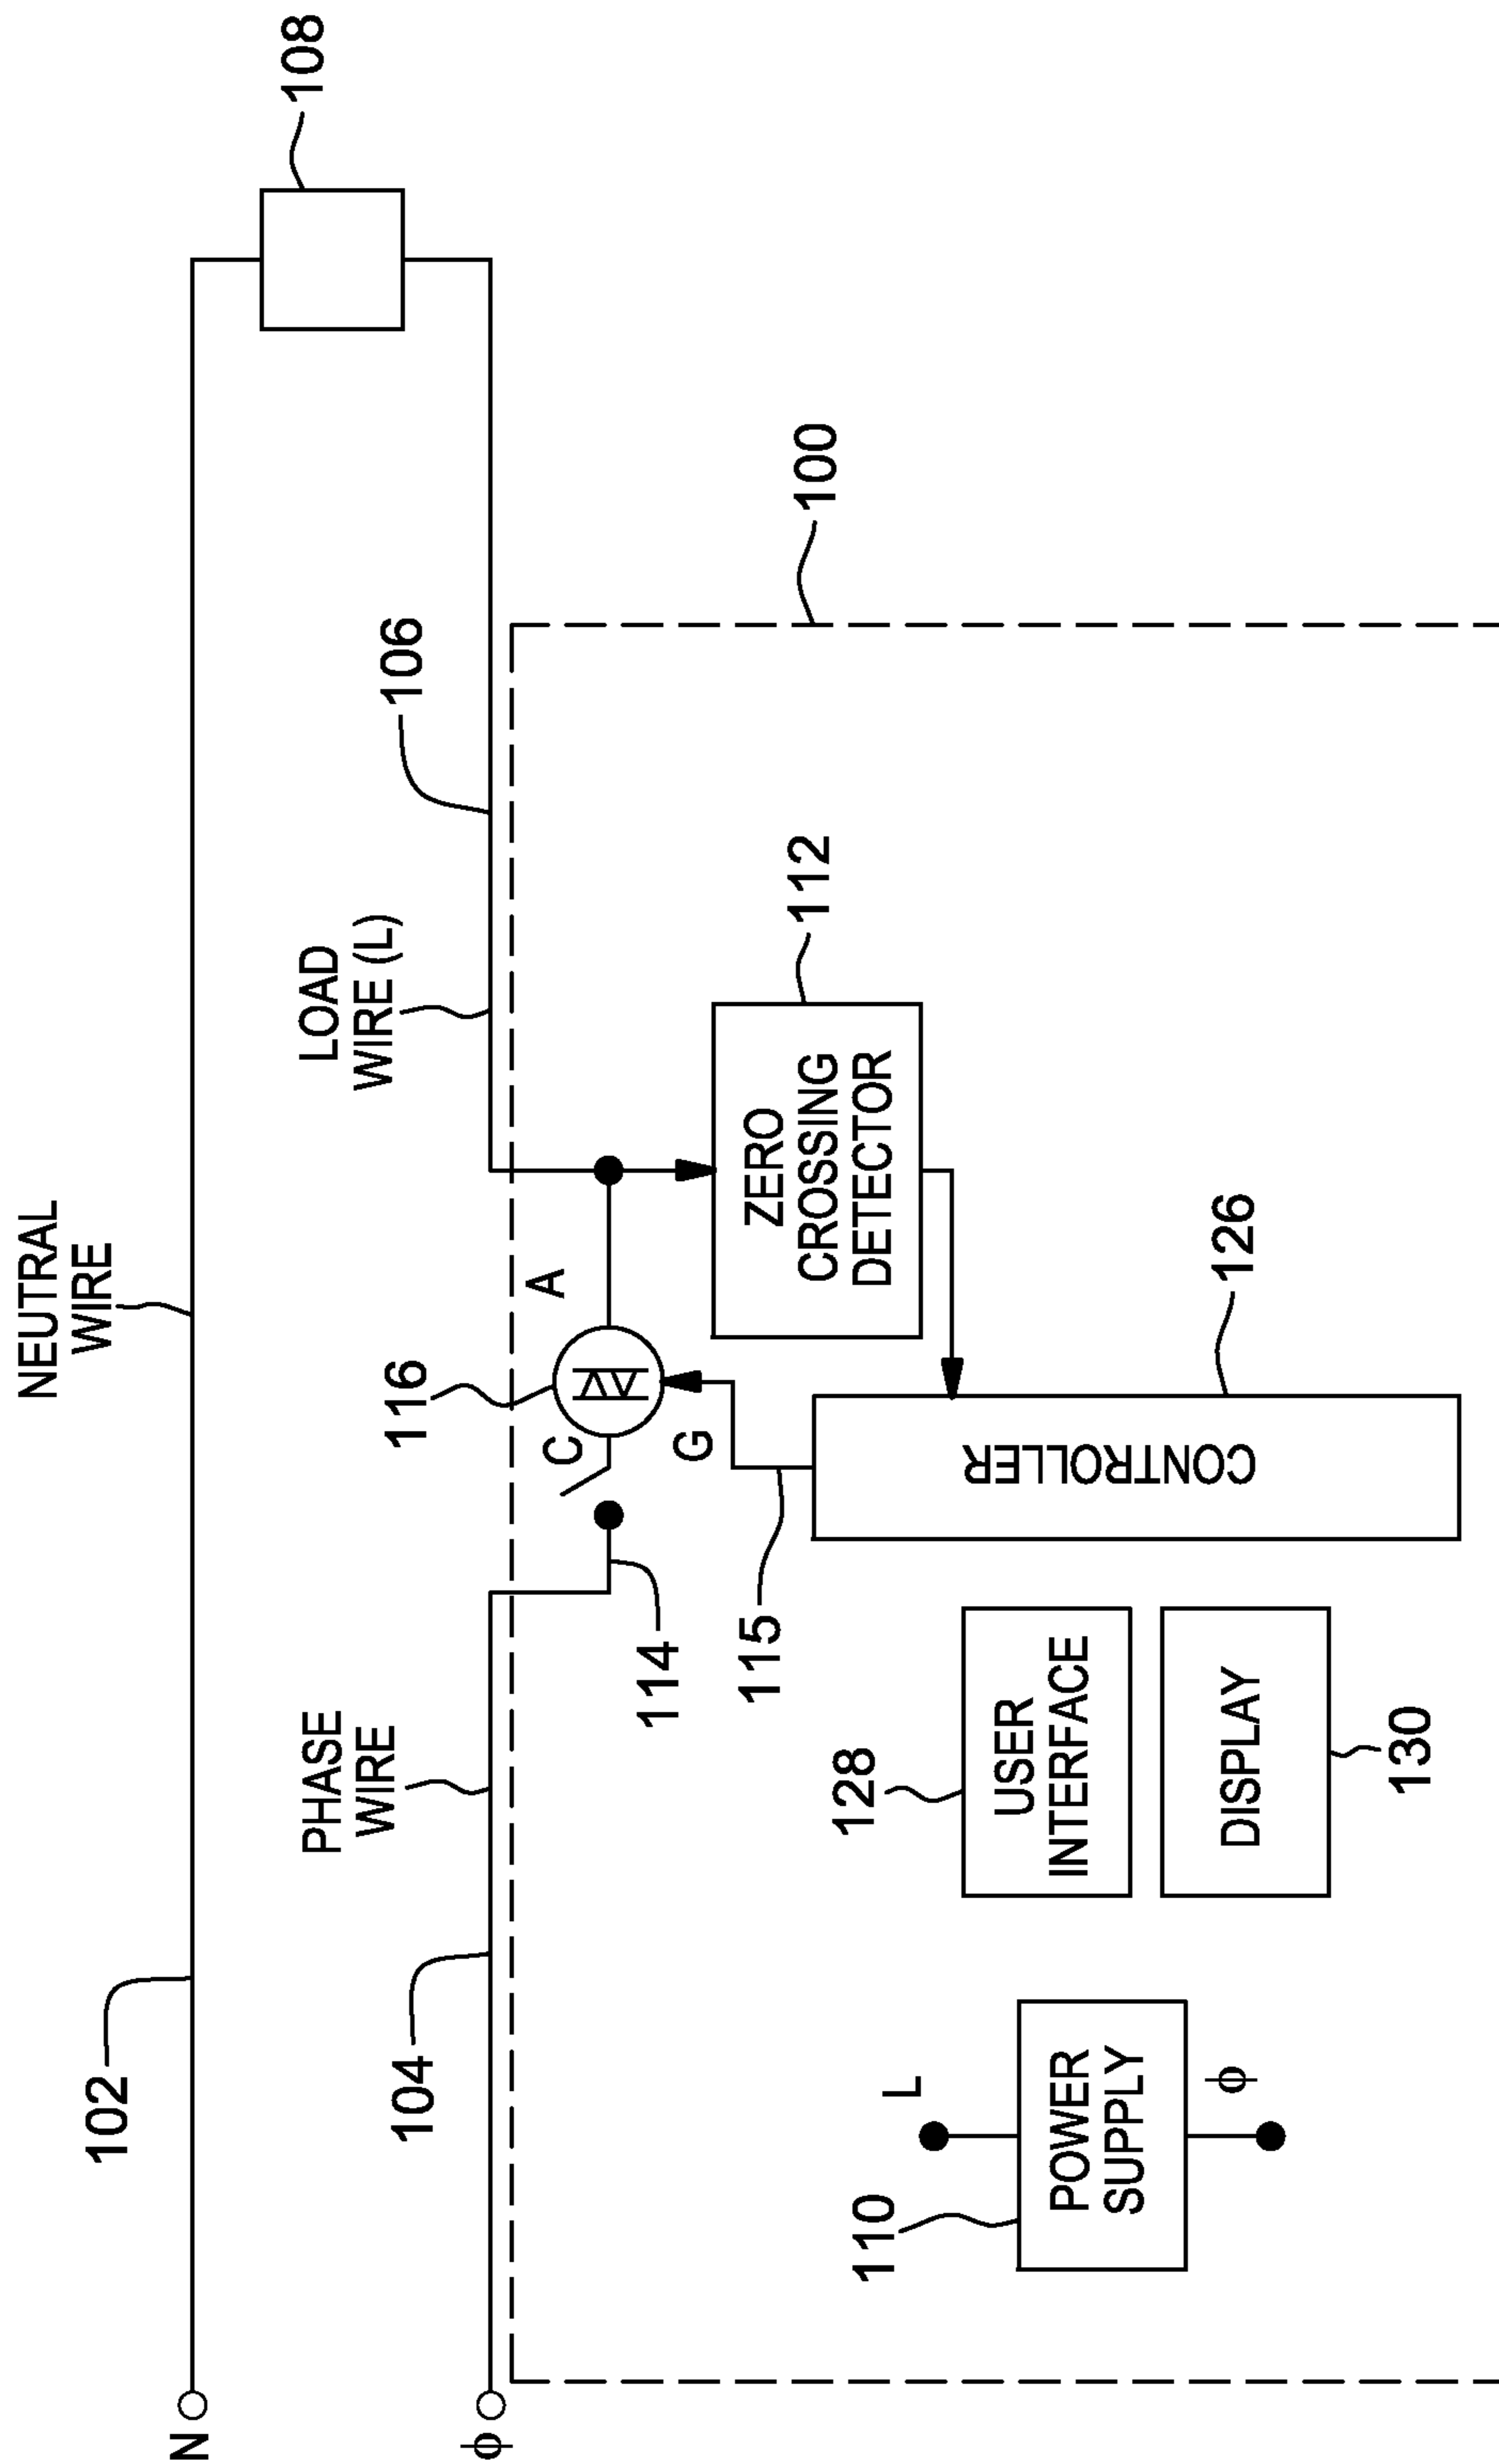 NEUTRAL
WIRE
102
N
108
PHASE
WIRE
LOAD
WIRE (L)
104
106
ϕ
116
C
A
G
114
115
ZERO
CROSSING
DETECTOR
112
100
CONTROLLER
126
128
USER
INTERFACE
DISPLAY
130
110
L
POWER
SUPPLY
ϕ